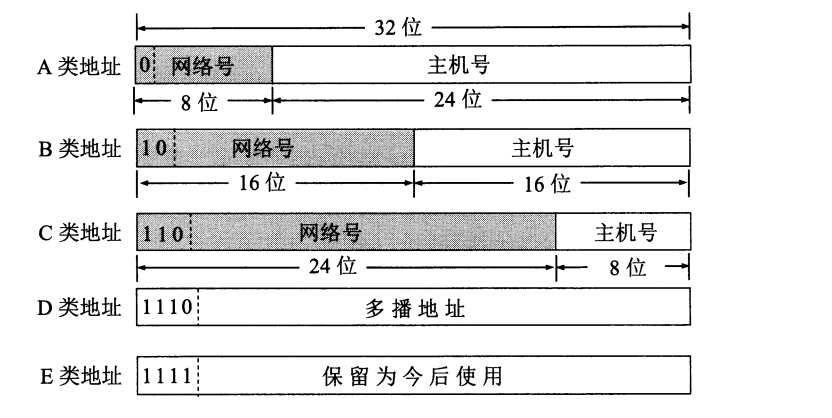 32 位
A 类地址 0 网络号 主机号
8 位 24 位
B 类地址 10 网络号 主机号
16 位 16 位
C 类地址 110 网络号 主机号
24 位 8 位
D 类地址 1110 多播地址
E 类地址 1111 保留为今后使用